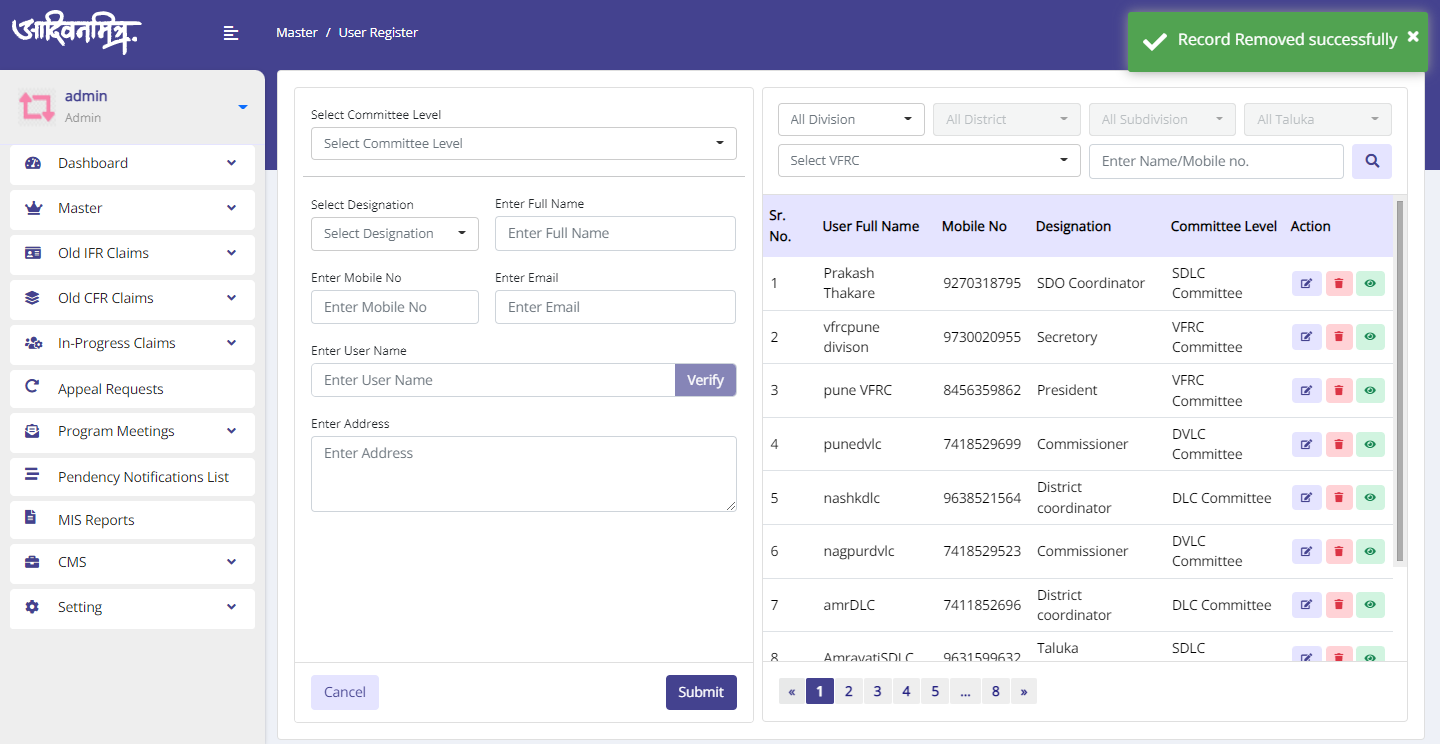 आदिवनमित्र.
Master / User Register
Record Removed successfully
admin
Admin
Dashboard
Master
Old IFR Claims
Old CFR Claims
In-Progress Claims
Appeal Requests
Program Meetings
Pendency Notifications List
MIS Reports
CMS
Setting
Select Committee Level
Select Committee Level
Select Designation
Select Designation
Enter Full Name
Enter Full Name
Enter Mobile No
Enter Mobile No
Enter Email
Enter Email
Enter User Name
Enter User Name
Verify
Enter Address
Enter Address
Cancel
Submit
All Division
All District
All Subdivision
All Taluka
Select VFRC
Enter Name/Mobile no.
Sr.
No.
User Full Name
Mobile No
Designation
Committee Level
Action
1
Prakash
Thakare
9270318795
SDO Coordinator
SDLC
Committee
2
vfrcpune
divison
9730020955
Secretory
VFRC
Committee
3
pune VFRC
8456359862
President
VFRC
Committee
4
punedvlc
7418529699
Commissioner
DVLC
Committee
5
nashkdlc
9638521564
District
coordinator
DLC Committee
6
nagpurdvlc
7418529523
Commissioner
DVLC
Committee
7
amrDLC
7411852696
District
coordinator
DLC Committee
8
AmravatiSDLC
9631599632
Taluka
SDLC
« 1 2 3 4 5 ... 8 »